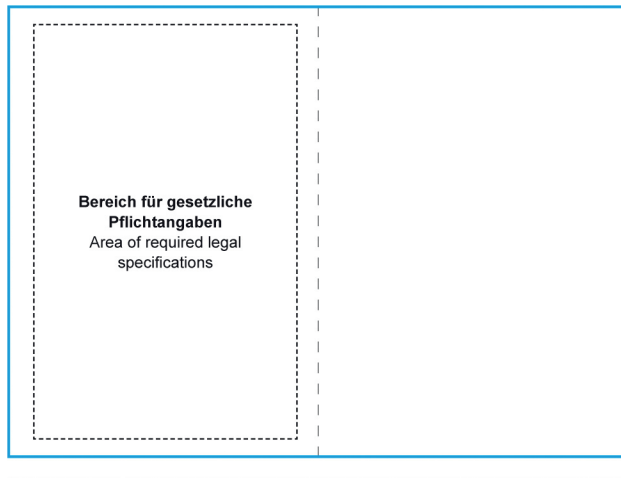 Bereich für gesetzliche
Pflichtangaben
Area of required legal
specifications